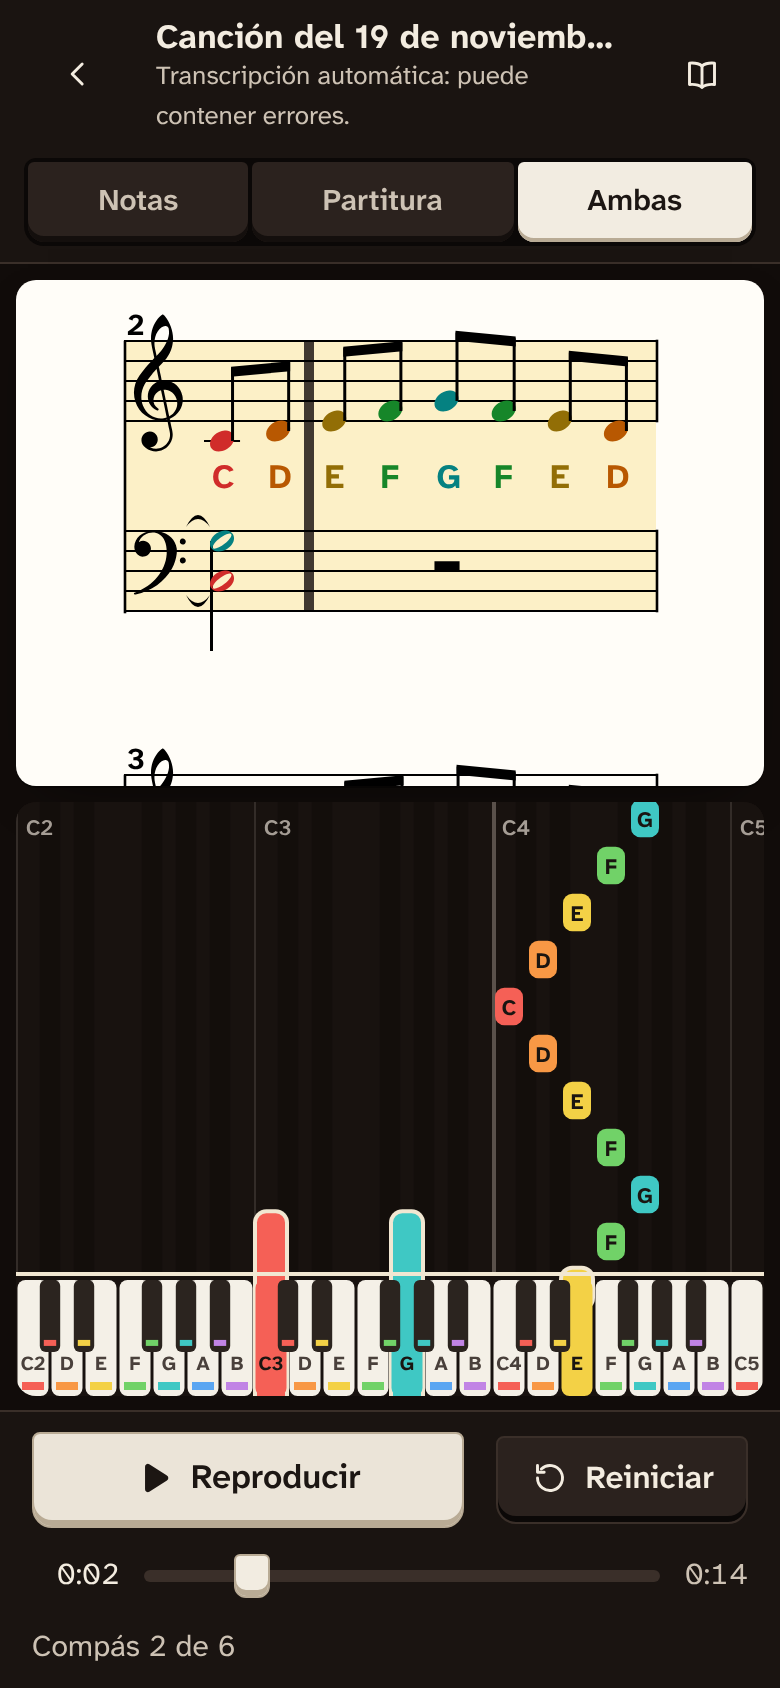 Canción del 19 de noviemb...
Transcripción automática: puede
contener errores.
Notas Partitura Ambas
2
C D E F G F E D
3
C2 C3 C4 C5
G
F
E
D
C
D
E
F
G
F
C2 D E F G A B C3 D E F G A B C4 D E F G A B C5
Reproducir Reiniciar
0:02 0:14
Compás 2 de 6